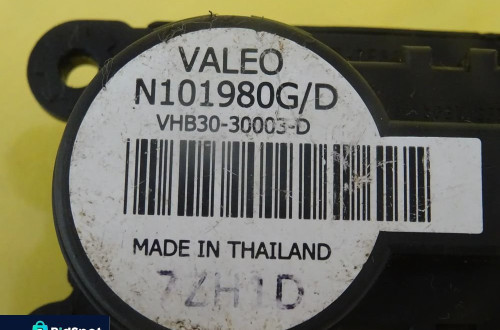 VALEO
N101980G/D
VHB30-30003-D
MADE IN THAILAND
7ZH1D